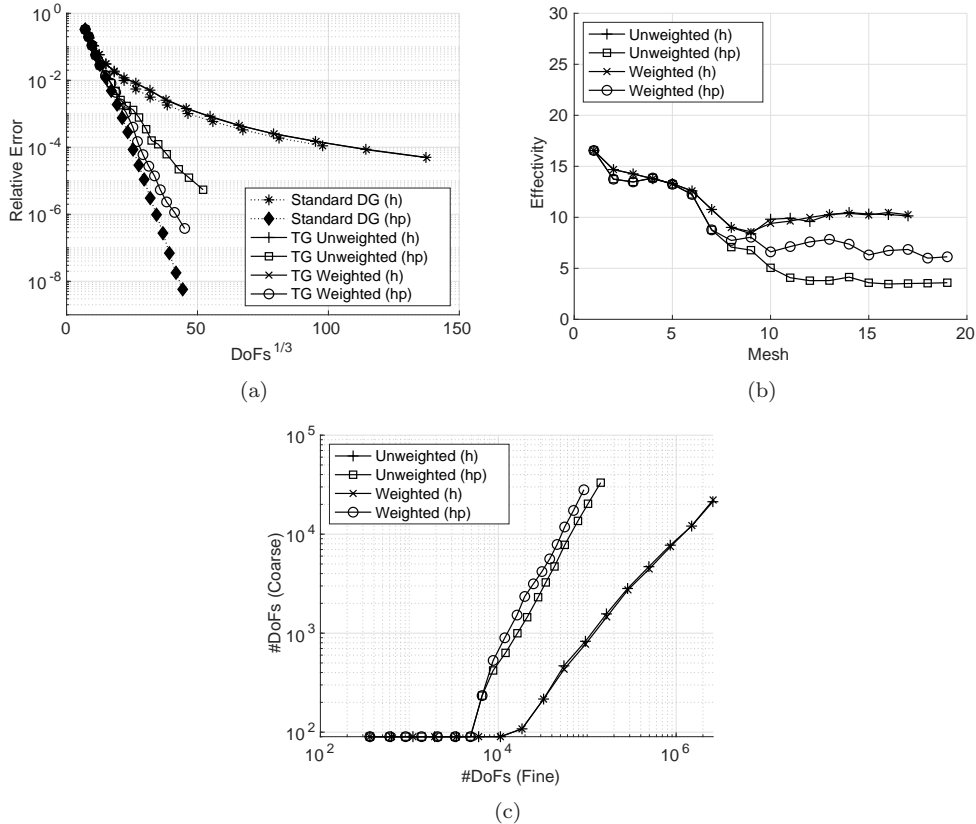 10^0
10^-2
10^-4
10^-6
10^-8
Relative Error
Standard DG (h)
Standard DG (hp)
TG Unweighted (h)
TG Unweighted (hp)
TG Weighted (h)
TG Weighted (hp)
0
50
100
150
DoFs^1/3
(a)
30
25
20
15
10
5
0
Effectivity
Unweighted (h)
Unweighted (hp)
Weighted (h)
Weighted (hp)
0
5
10
15
20
Mesh
(b)
10^5
10^4
10^3
10^2
#DoFs (Coarse)
Unweighted (h)
Unweighted (hp)
Weighted (h)
Weighted (hp)
10^2
10^4
10^6
#DoFs (Fine)
(c)